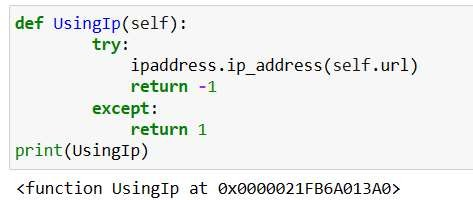 def UsingIp(self):
        try:
            ipaddress.ip_address(self.url)
            return -1
        except:
            return 1
print(UsingIp)
<function UsingIp at 0x0000021FB6A013A0>